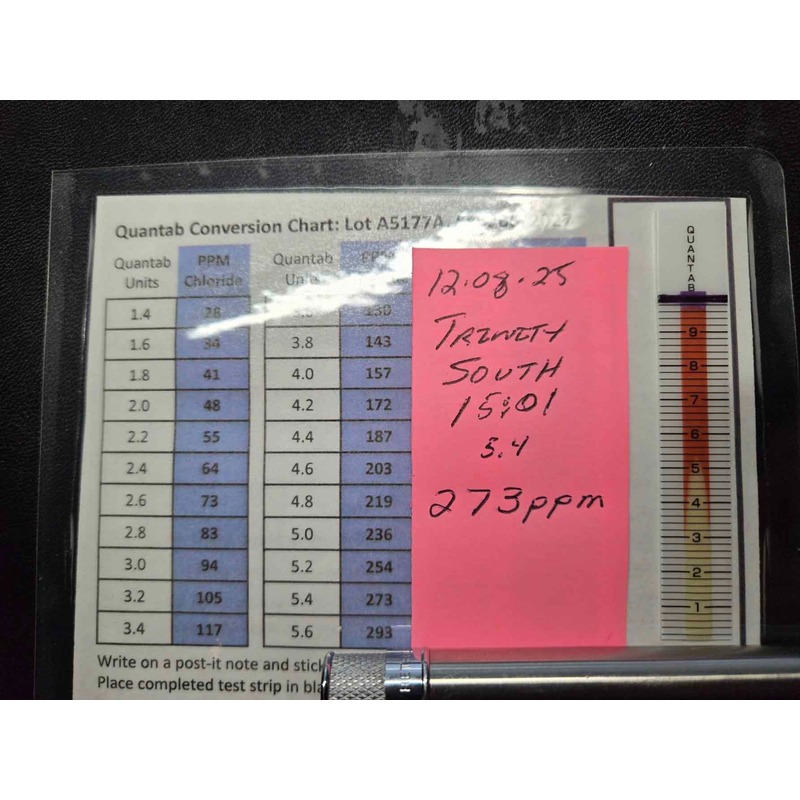 Quantab Conversion Chart: Lot A5177A 2027
Quantab Units PPM Chloride Quantab Units
1.4 28 130
1.6 34 3.8 143
1.8 41 4.0 157
2.0 48 4.2 172
2.2 55 4.4 187
2.4 64 4.6 203
2.6 73 4.8 219
2.8 83 5.0 236
3.0 94 5.2 254
3.2 105 5.4 273
3.4 117 5.6 293
Write on a post-it note and stick
Place completed test strip in
12.08.25
TRINITY
SOUTH
15:01
5.4
273ppm
QUANTAB
9
8
7
6
5
4
3
2
1